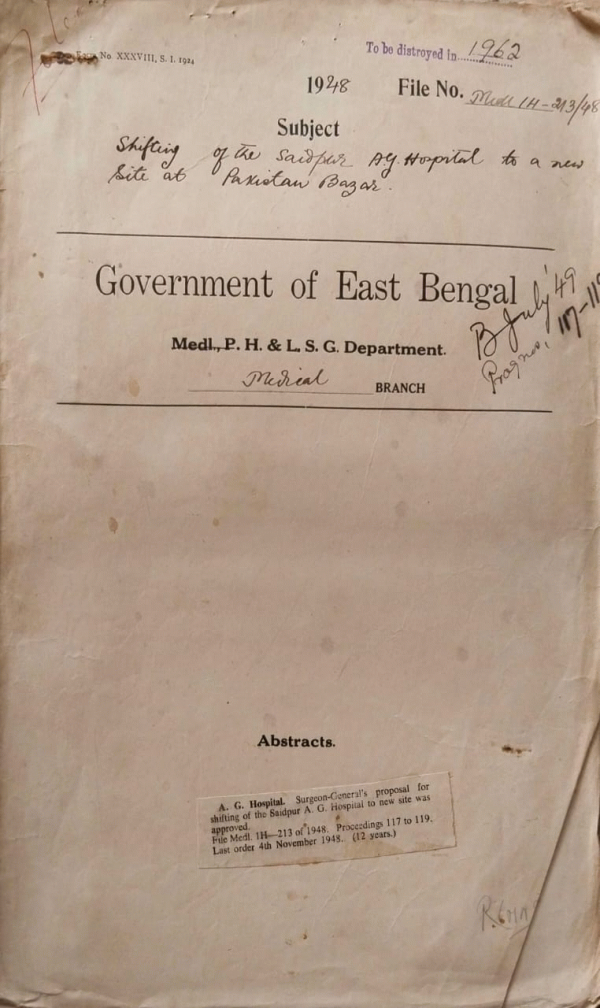 No XXXVIII, S. I. 1924
To be distroyed in 1962
1948 File No. Medl 1H-213/48
Subject
Shifting of the Saidpur A.G. Hospital to a new
Site at Pakistan Bazar.
Government of East Bengal
B July '49
Progs. 117-119
Medl., P. H. & L. S. G. Department.
Medical BRANCH
Abstracts.
A. G. Hospital. Surgeon-General's proposal for
shifting of the Saidpur A. G. Hospital to new site was
approved.
File Medl. 1H—213 of 1948. Proceedings 117 to 119.
Last order 4th November 1948. (12 years.)